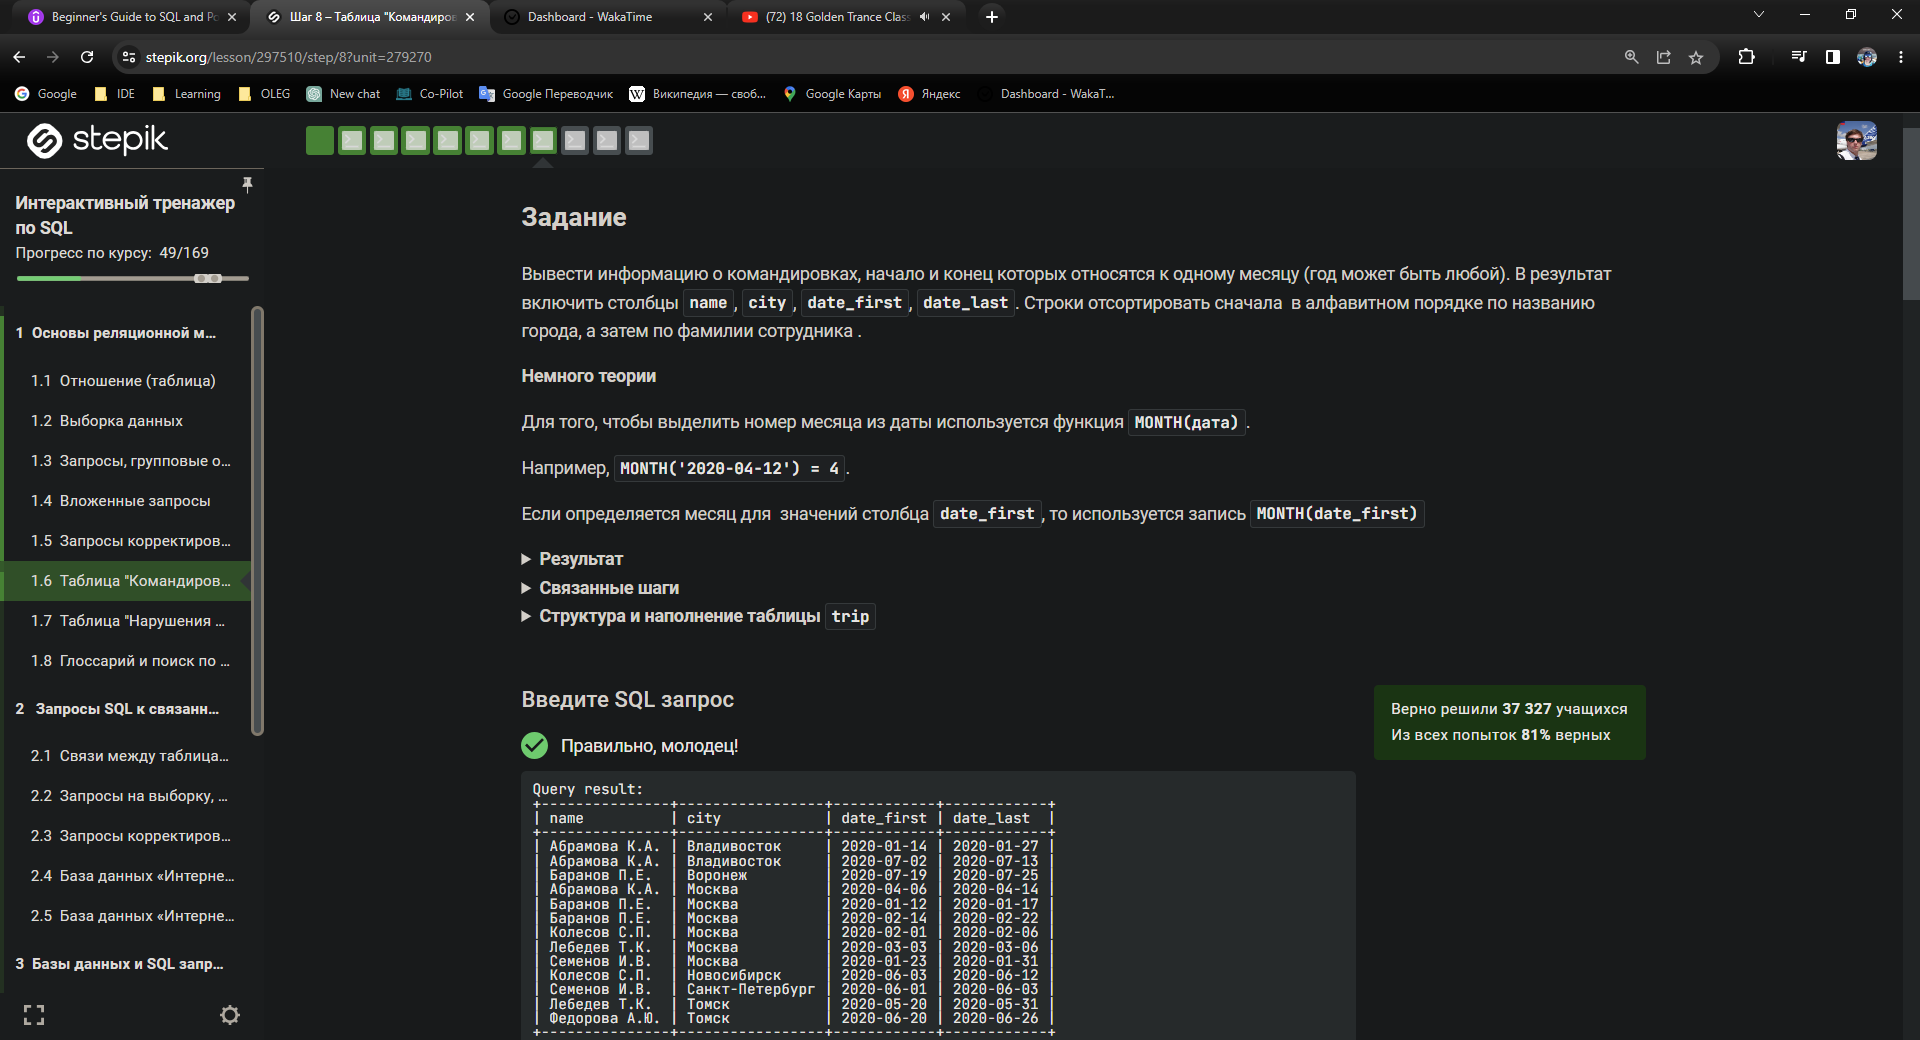 Beginner's Guide to SQL and Po
Шаг 8 – Таблица "Командиров
Dashboard - WakaTime
(72) 18 Golden Trance Clas
stepik.org/lesson/297510/step/8?unit=279270
Google
IDE
Learning
OLEG
New chat
Co-Pilot
Google Переводчик
Википедия — своб...
Google Карты
Яндекс
Dashboard - WakaT...
stepik
Интерактивный тренажер
по SQL
Прогресс по курсу: 49/169
1 Основы реляционной м...
1.1 Отношение (таблица)
1.2 Выборка данных
1.3 Запросы, групповые о...
1.4 Вложенные запросы
1.5 Запросы корректиров...
1.6 Таблица "Командиров...
1.7 Таблица "Нарушения ...
1.8 Глоссарий и поиск по ...
2 Запросы SQL к связанн...
2.1 Связи между таблица...
2.2 Запросы на выборку, ...
2.3 Запросы корректиров...
2.4 База данных «Интерне...
2.5 База данных «Интерне...
3 Базы данных и SQL запр...
Задание
Вывести информацию о командировках, начало и конец которых относятся к одному месяцу (год может быть любой). В результат
включить столбцы name, city, date_first, date_last. Строки отсортировать сначала в алфавитном порядке по названию
города, а затем по фамилии сотрудника .
Немного теории
Для того, чтобы выделить номер месяца из даты используется функция MONTH(дата).
Например, MONTH('2020-04-12') = 4.
Если определяется месяц для значений столбца date_first, то используется запись MONTH(date_first)
Результат
Связанные шаги
Структура и наполнение таблицы trip
Введите SQL запрос
Правильно, молодец!
Верно решили 37 327 учащихся
Из всех попыток 81% верных
Query result:
+---------------+-----------------+------------+------------+
| name | city | date_first | date_last |
+---------------+-----------------+------------+------------+
| Абрамова К.А. | Владивосток | 2020-01-14 | 2020-01-27 |
| Абрамова К.А. | Владивосток | 2020-07-02 | 2020-07-13 |
| Баранов П.Е. | Воронеж | 2020-07-19 | 2020-07-25 |
| Абрамова К.А. | Москва | 2020-04-06 | 2020-04-14 |
| Баранов П.Е. | Москва | 2020-01-12 | 2020-01-17 |
| Баранов П.Е. | Москва | 2020-02-14 | 2020-02-22 |
| Колесов С.П. | Москва | 2020-02-01 | 2020-02-06 |
| Лебедев Т.К. | Москва | 2020-03-03 | 2020-03-06 |
| Семенов И.В. | Москва | 2020-01-23 | 2020-01-31 |
| Колесов С.П. | Новосибирск | 2020-06-03 | 2020-06-12 |
| Семенов И.В. | Санкт-Петербург | 2020-06-01 | 2020-06-03 |
| Лебедев Т.К. | Томск | 2020-05-20 | 2020-05-31 |
| Федорова А.Ю. | Томск | 2020-06-20 | 2020-06-26 |
+---------------+-----------------+------------+------------+